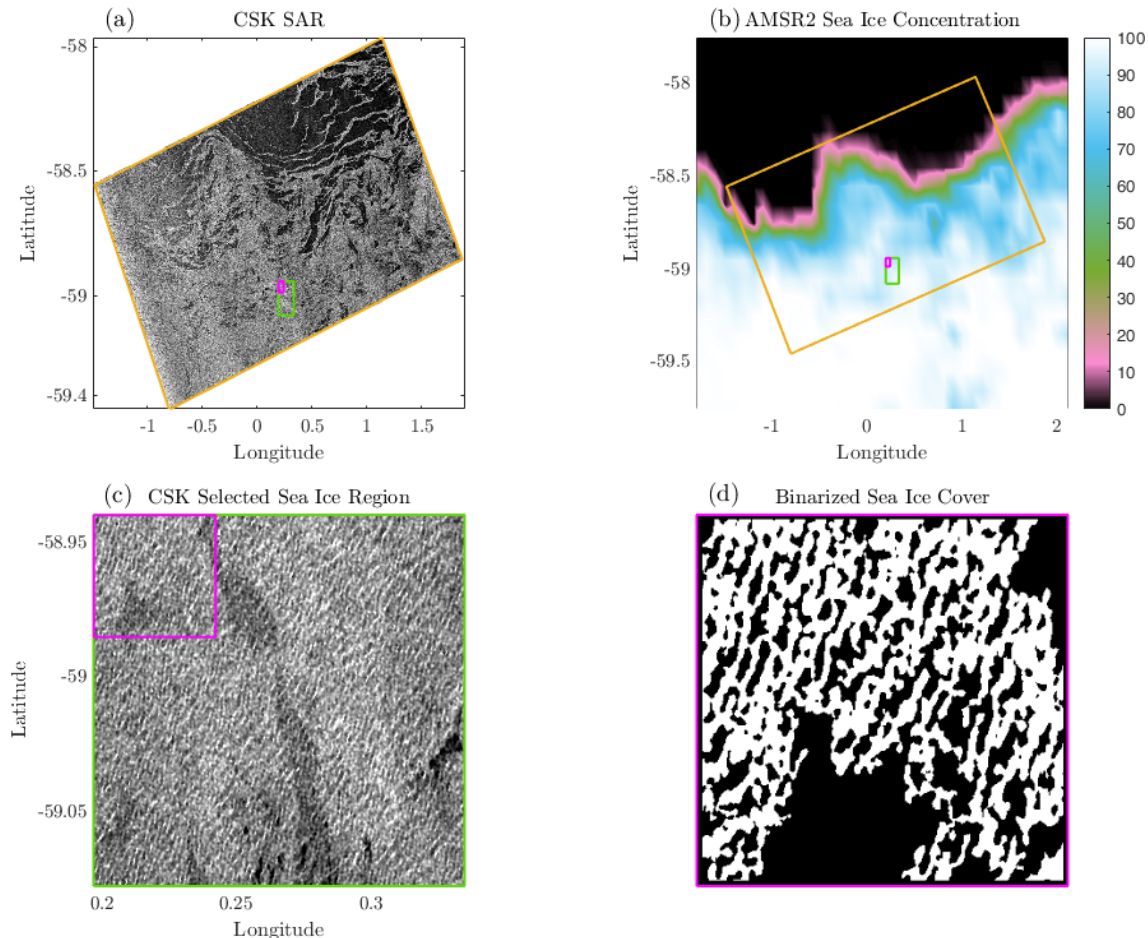 (a) CSK SAR
-58
-58.5
-59
-59.4
Latitude
-1 -0.5 0 0.5 1 1.5
Longitude
(b) AMSR2 Sea Ice Concentration
-58
-58.5
-59
-59.5
Latitude
-1 0 1 2
Longitude
100
90
80
70
60
50
40
30
20
10
0
(c) CSK Selected Sea Ice Region
-58.95
-59
-59.05
Latitude
0.2 0.25 0.3
Longitude
(d) Binarized Sea Ice Cover